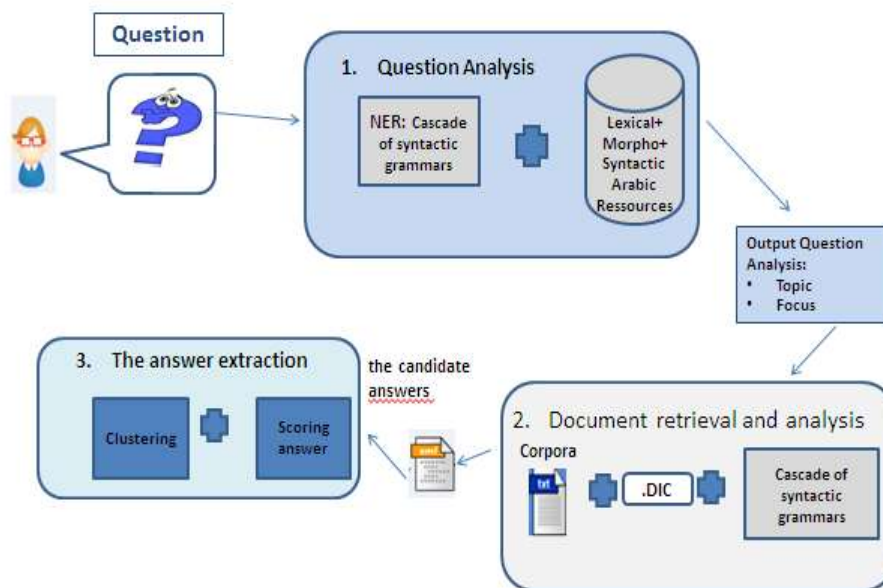 Question
1. Question Analysis
NER: Cascade
of syntactic
grammars
Lexical+
Morpho+
Syntactic
Arabic
Ressources
Output Question
Analysis:
• Topic
• Focus
2. Document retrieval and analysis
Corpora
txt
.DIC
Cascade of
syntactic
grammars
the candidate
answers
xml
3. The answer extraction
Clustering
Scoring
answer